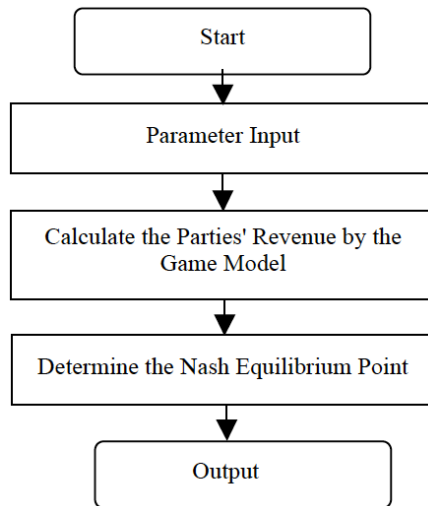 Start
Parameter Input
Calculate the Parties' Revenue by the
Game Model
Determine the Nash Equilibrium Point
Output